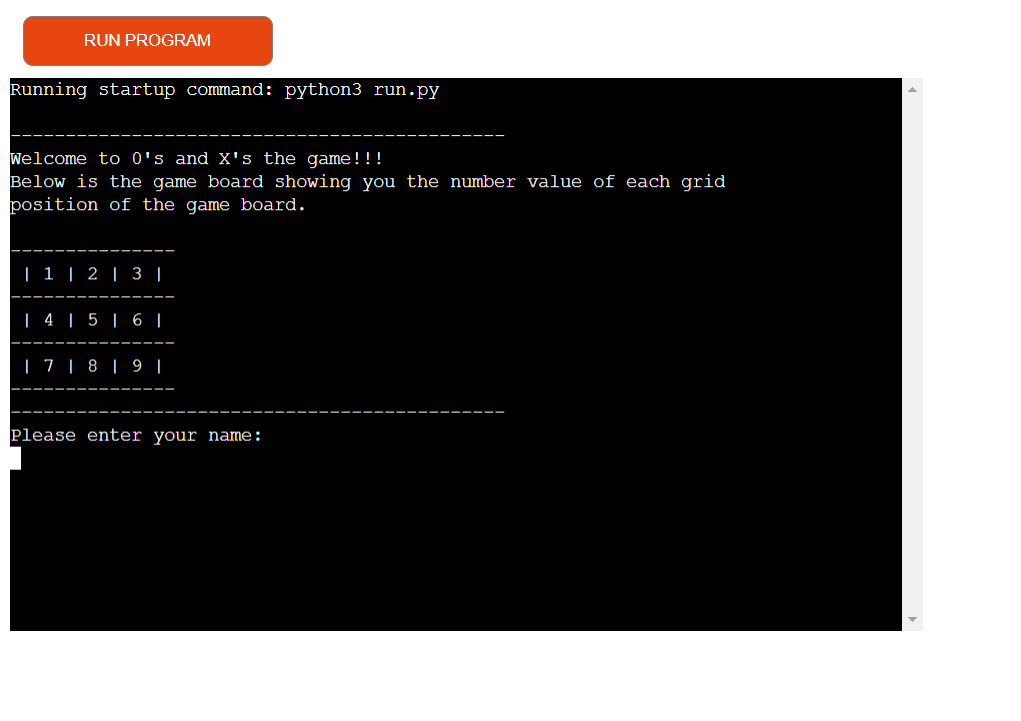 RUN PROGRAM
Running startup command: python3 run.py
---------------------------------------------
Welcome to 0's and X's the game!!!
Below is the game board showing you the number value of each grid
position of the game board.
---------------
| 1 | 2 | 3 |
---------------
| 4 | 5 | 6 |
---------------
| 7 | 8 | 9 |
---------------
---------------------------------------------
Please enter your name: